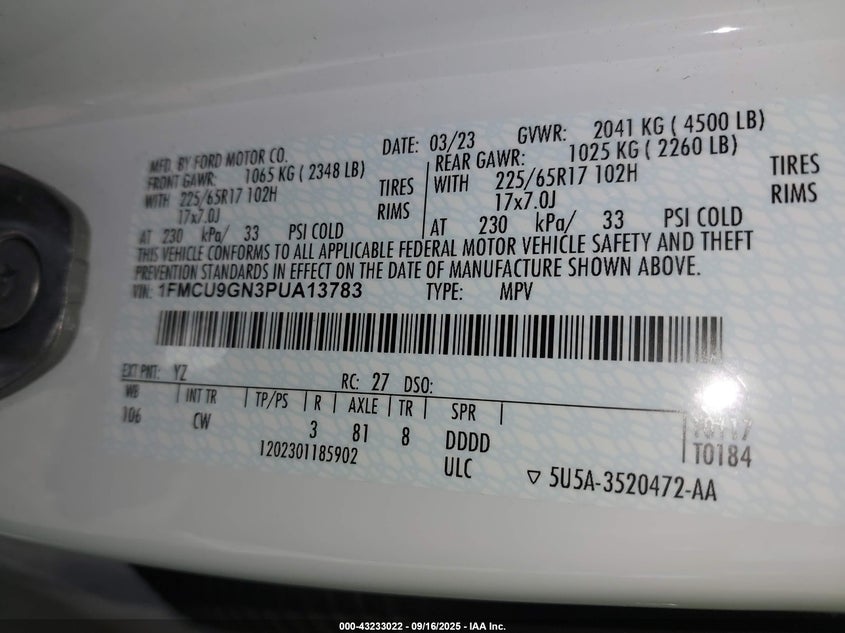 MFD. BY FORD MOTOR CO. DATE: 03/23 GVWR: 2041 KG ( 4500 LB)
FRONT GAWR: 1065 KG ( 2348 LB) REAR GAWR: 1025 KG ( 2260 LB)
WITH 225/65R17 102H TIRES WITH 225/65R17 102H TIRES
17x7.0J RIMS 17x7.0J RIMS
AT 230 kPa/ 33 PSI COLD AT 230 kPa/ 33 PSI COLD
THIS VEHICLE CONFORMS TO ALL APPLICABLE FEDERAL MOTOR VEHICLE SAFETY AND THEFT
PREVENTION STANDARDS IN EFFECT ON THE DATE OF MANUFACTURE SHOWN ABOVE.
VIN: 1FMCU9GN3PUA13783 TYPE: MPV
EXT PNT: YZ RC: 27 DSO:
WB INT TR TP/PS R AXLE TR SPR
106 CW 3 81 8 DDDD T0184
1202301185902 ULC 5U5A-3520472-AA
000-43233022 - 09/16/2025 - IAA Inc.